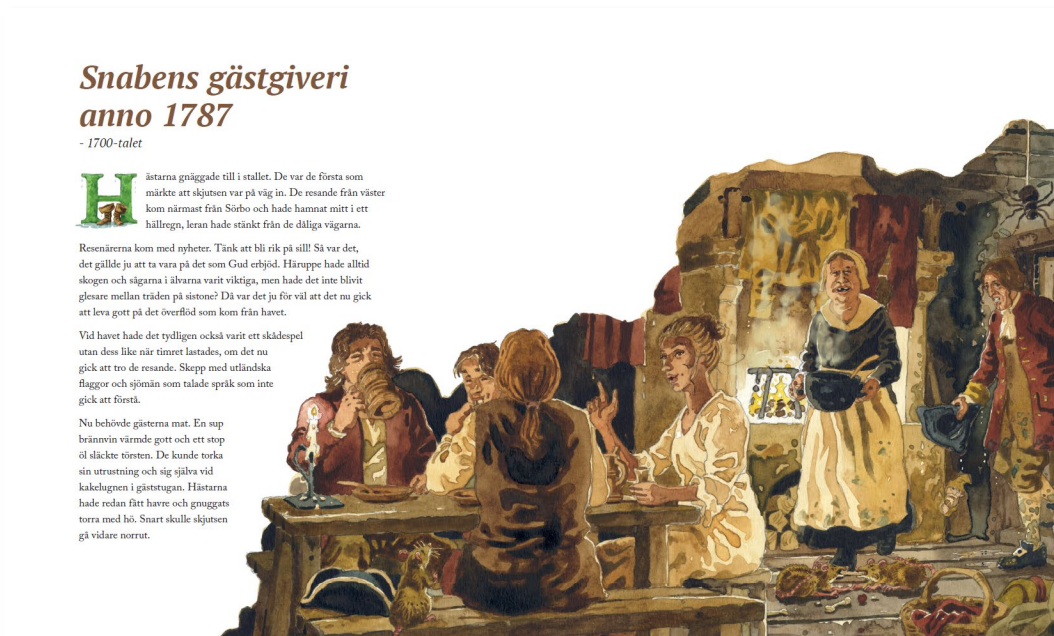 Snabens gästgiveri
anno 1787
- 1700-talet
Hästarna gnäggade till i stallet. De var de första som
märkte att skjutsen var på väg in. De resande från väster
kom närmast från Sörbo och hade hamnat mitt i ett
hällregn, leran hade stänkt från de dåliga vägarna.
Resenärerna kom med nyheter. Tänk att bli rik på sill! Så var det,
det gällde ju att ta vara på det som Gud erbjöd. Häruppe hade alltid
skogen och sågarna i älvarna varit viktiga, men hade det inte blivit
glesare mellan träden på sistone? Då var det ju för väl att det nu gick
att leva gott på det överflöd som kom från havet.
Vid havet hade det tydligen också varit ett skådespel
utan dess like när timret lastades, om det nu
gick att tro de resande. Skepp med utländska
flaggor och sjömän som talade språk som inte
gick att förstå.
Nu behövde gästerna mat. En sup
brännvin värmde gott och ett stop
öl släckte törsten. De kunde torka
sin utrustning och sig själva vid
kakelugnen i gäststugan. Hästarna
hade redan fått havre och gnuggats
torra med hö. Snart skulle skjutsen
gå vidare norrut.